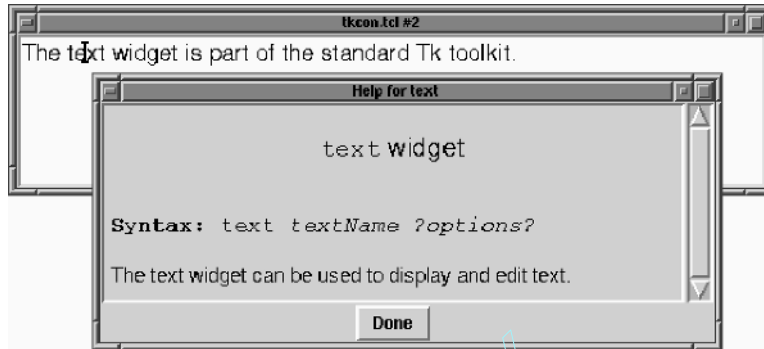 tkcon.tcl #2
The text widget is part of the standard Tk toolkit.
Help for text
text widget
Syntax: text textName ?options?
The text widget can be used to display and edit text.
Done